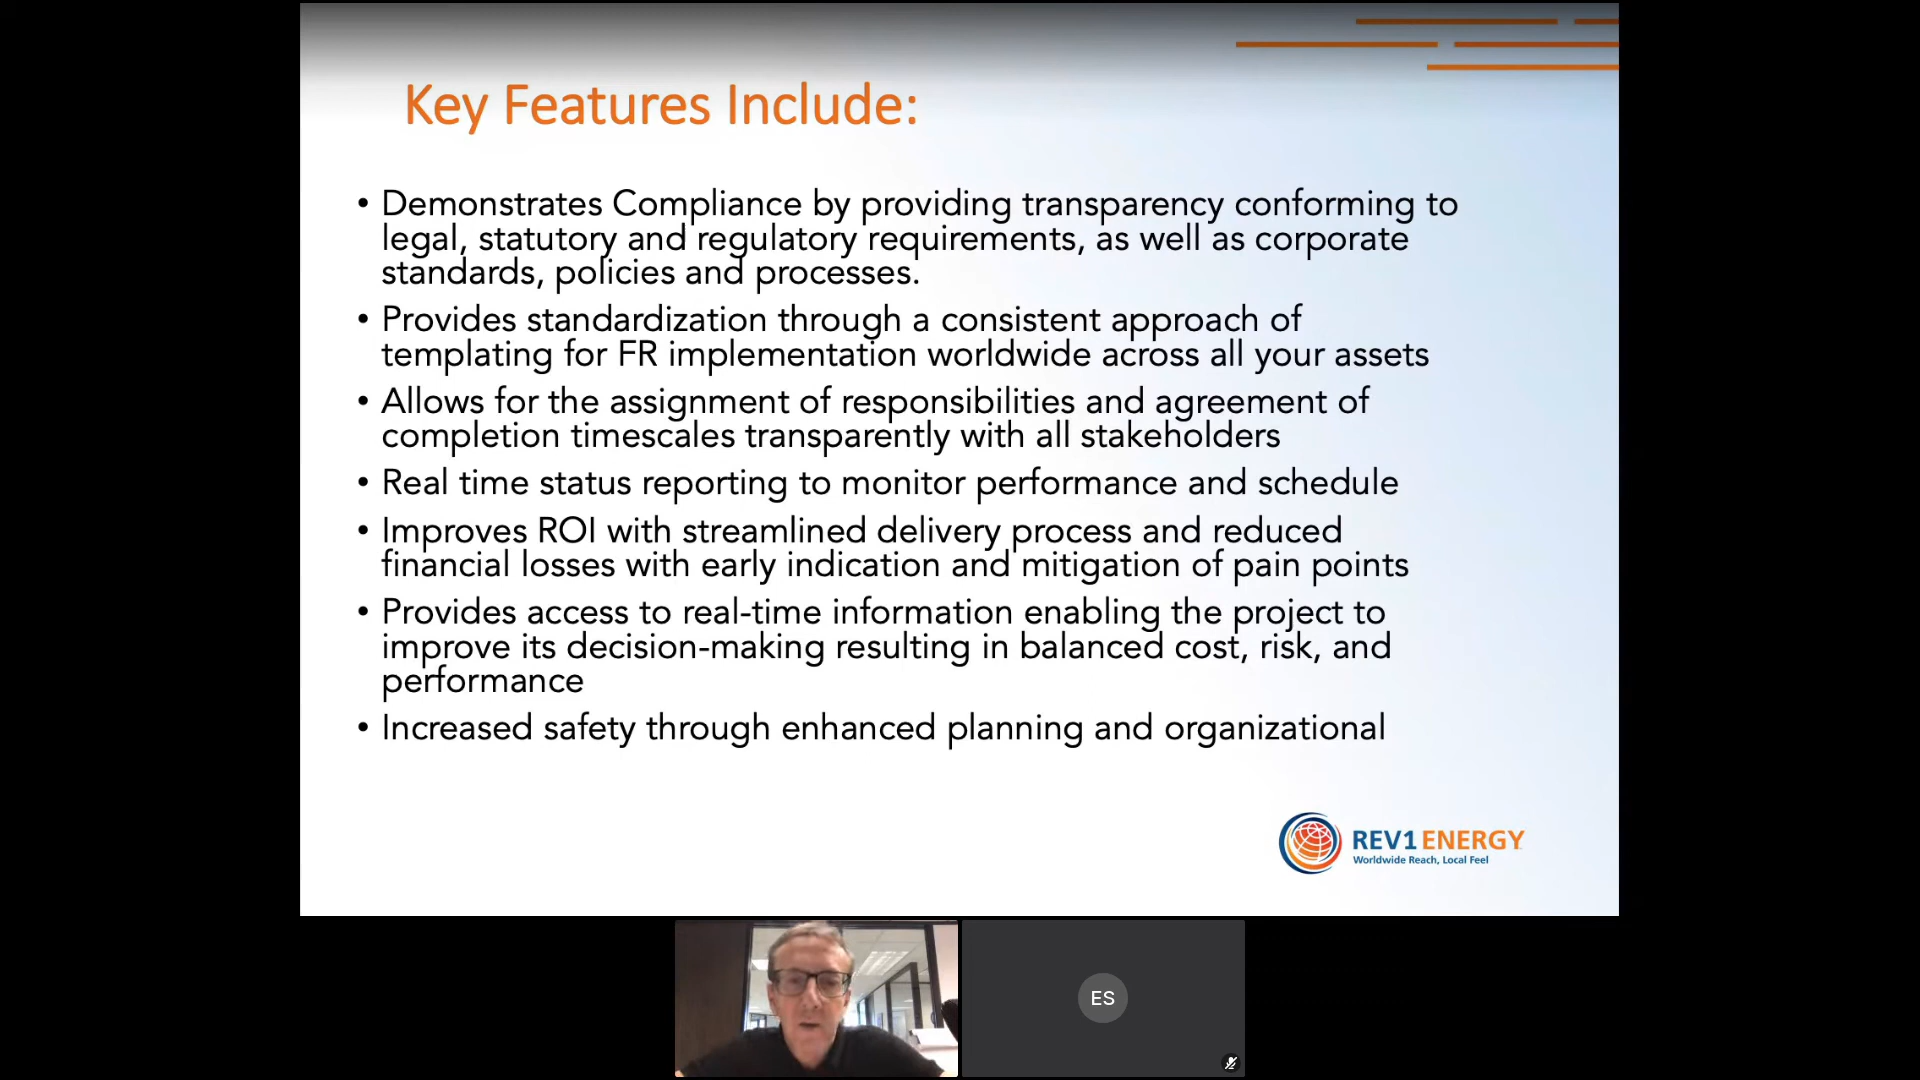 Key Features Include:
• Demonstrates Compliance by providing transparency conforming to
legal, statutory and regulatory requirements, as well as corporate
standards, policies and processes.
• Provides standardization through a consistent approach of
templating for FR implementation worldwide across all your assets
• Allows for the assignment of responsibilities and agreement of
completion timescales transparently with all stakeholders
• Real time status reporting to monitor performance and schedule
• Improves ROI with streamlined delivery process and reduced
financial losses with early indication and mitigation of pain points
• Provides access to real-time information enabling the project to
improve its decision-making resulting in balanced cost, risk, and
performance
• Increased safety through enhanced planning and organizational
REV1 ENERGY
Worldwide Reach, Local Feel
ES